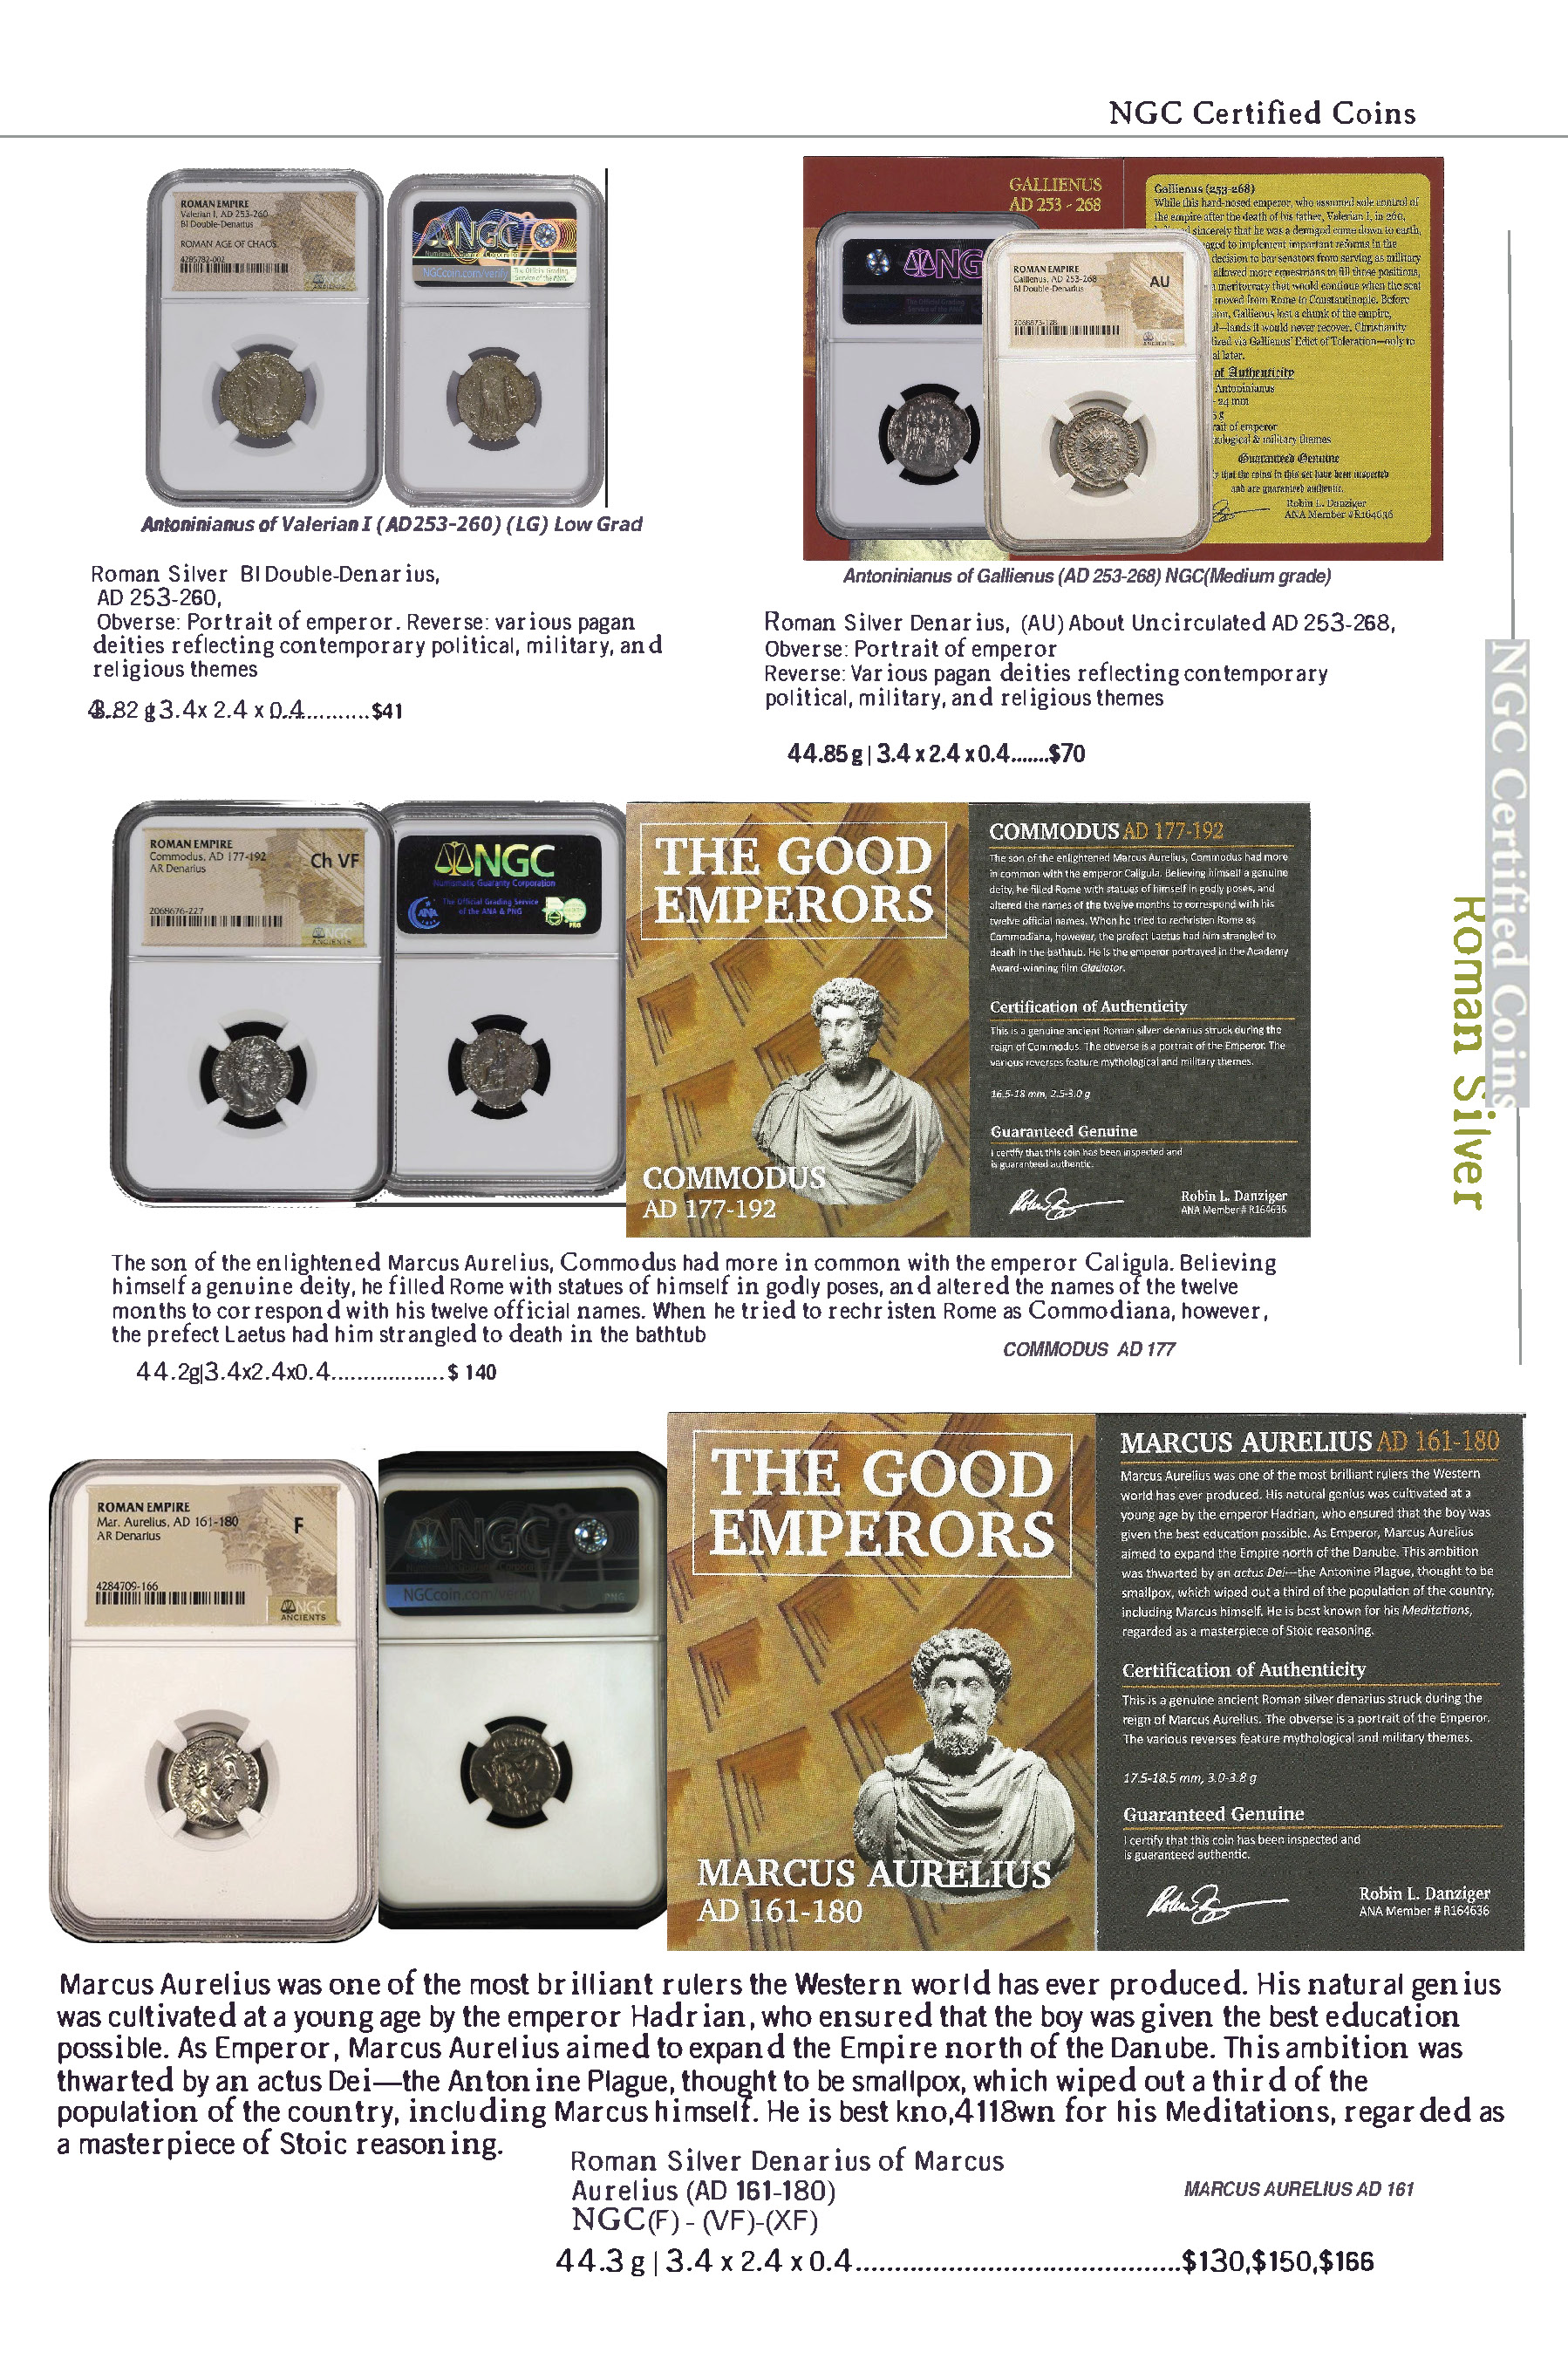 NGC Certified Coins
ROMAN EMPIRE
Valerian I, AD 253-260
BI Double-Denarius
ROMAN AGE OF CHAOS
4285782-002
NGC
ANCIENTS
NGC
Numismatic Guaranty Corporation
NGCcoin.com/verify
The Official Grading
Service of the PNG
Antoninianus of Valerian I (AD253-260) (LG) Low Grad
Roman Silver BI Double-Denarius,
AD 253-260,
Obverse: Portrait of emperor. Reverse: various pagan
deities reflecting contemporary political, military, and
religious themes
3.4x 2.4 x 0.4.............$41
GALLIENUS
AD 253 - 268
NGC
ROMAN EMPIRE
Gallienus, AD 253-268
BI Double-Denarius
AU
2068873-128
NGC
ANCIENTS
Gallienus (253-268)
While this hard-nosed emperor, who assumed sole control of
the empire after the death of his father, Valerian I, in 260,
sincerely that he was a demigod come down to earth,
to implement important reforms in the
decision to bar senators from serving as military
allowed more equestrians to fill those positions,
a meritocracy that would continue when the seat
moved from Rome to Constantinople. Before
Gallienus lost a chunk of the empire,
lands it would never recover. Christianity
via Gallienus' Edict of Toleration—only to
later.
of Authenticity
Antoninianus
24 mm
g
of emperor
& military themes
Guaranteed Genuine
that the coins in this set have been inspected
and are guaranteed authentic.
Robin L. Danziger
ANA Member #R164636
Antoninianus of Gallienus (AD 253-268) NGC(Medium grade)
Roman Silver Denarius, (AU) About Uncirculated AD 253-268,
Obverse: Portrait of emperor
Reverse: Various pagan deities reflecting contemporary
political, military, and religious themes
44.85 g | 3.4 x 2.4 x 0.4.......$70
NGC Certified Coins
Roman Silver
ROMAN EMPIRE
Commodus, AD 177-192
AR Denarius
Ch VF
2068676-227
NGC
ANCIENTS
NGC
Numismatic Guaranty Corporation
ANA
The Official Grading Service
of the ANA & PNG
PNG
THE GOOD
EMPERORS
COMMODUS
AD 177-192
COMMODUS AD 177-192
The son of the enlightened Marcus Aurelius, Commodus had more
in common with the emperor Caligula. Believing himself a genuine
deity, he filled Rome with statues of himself in godly poses, and
altered the names of the twelve months to correspond with his
twelve official names. When he tried to rechristen Rome as
Commodiana, however, the prefect Laetus had him strangled to
death in the bathtub. He is the emperor portrayed in the Academy
Award-winning film Gladiator.
Certification of Authenticity
This is a genuine ancient Roman silver denarius struck during the
reign of Commodus. The obverse is a portrait of the Emperor. The
various reverses feature mythological and military themes.
16.5-18 mm, 2.5-3.0 g
Guaranteed Genuine
I certify that this coin has been inspected and
is guaranteed authentic.
Robin L. Danziger
ANA Member # R164636
The son of the enlightened Marcus Aurelius, Commodus had more in common with the emperor Caligula. Believing
himself a genuine deity, he filled Rome with statues of himself in godly poses, and altered the names of the twelve
months to correspond with his twelve official names. When he tried to rechristen Rome as Commodiana, however,
the prefect Laetus had him strangled to death in the bathtub
COMMODUS AD 177
44.2g|3.4x2.4x0.4..................$ 140
ROMAN EMPIRE
Mar. Aurelius, AD 161-180
AR Denarius
F
4284709-166
NGC
ANCIENTS
NGC
NGCcoin.com/verify
PNG
THE GOOD
EMPERORS
MARCUS AURELIUS
AD 161-180
MARCUS AURELIUS AD 161-180
Marcus Aurelius was one of the most brilliant rulers the Western
world has ever produced. His natural genius was cultivated at a
young age by the emperor Hadrian, who ensured that the boy was
given the best education possible. As Emperor, Marcus Aurelius
aimed to expand the Empire north of the Danube. This ambition
was thwarted by an actus Dei—the Antonine Plague, thought to be
smallpox, which wiped out a third of the population of the country,
including Marcus himself. He is best known for his Meditations,
regarded as a masterpiece of Stoic reasoning.
Certification of Authenticity
This is a genuine ancient Roman silver denarius struck during the
reign of Marcus Aurelius. The obverse is a portrait of the Emperor.
The various reverses feature mythological and military themes.
17.5-18.5 mm, 3.0-3.8 g
Guaranteed Genuine
I certify that this coin has been inspected and
is guaranteed authentic.
Robin L. Danziger
ANA Member # R164636
Marcus Aurelius was one of the most brilliant rulers the Western world has ever produced. His natural genius
was cultivated at a young age by the emperor Hadrian, who ensured that the boy was given the best education
possible. As Emperor, Marcus Aurelius aimed to expand the Empire north of the Danube. This ambition was
thwarted by an actus Dei—the Antonine Plague, thought to be smallpox, which wiped out a third of the
population of the country, including Marcus himself. He is best kno,4118wn for his Meditations, regarded as
a masterpiece of Stoic reasoning.
Roman Silver Denarius of Marcus
Aurelius (AD 161-180)
NGC(F) - (VF)-(XF)
MARCUS AURELIUS AD 161
44.3 g | 3.4 x 2.4 x 0.4..........................................$130,$150,$166